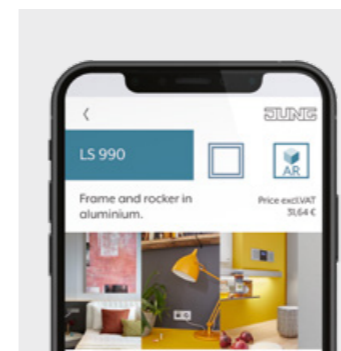 JUNG
LS 990
AR
Frame and rocker in
aluminium.
Price excl.VAT
31,64 €